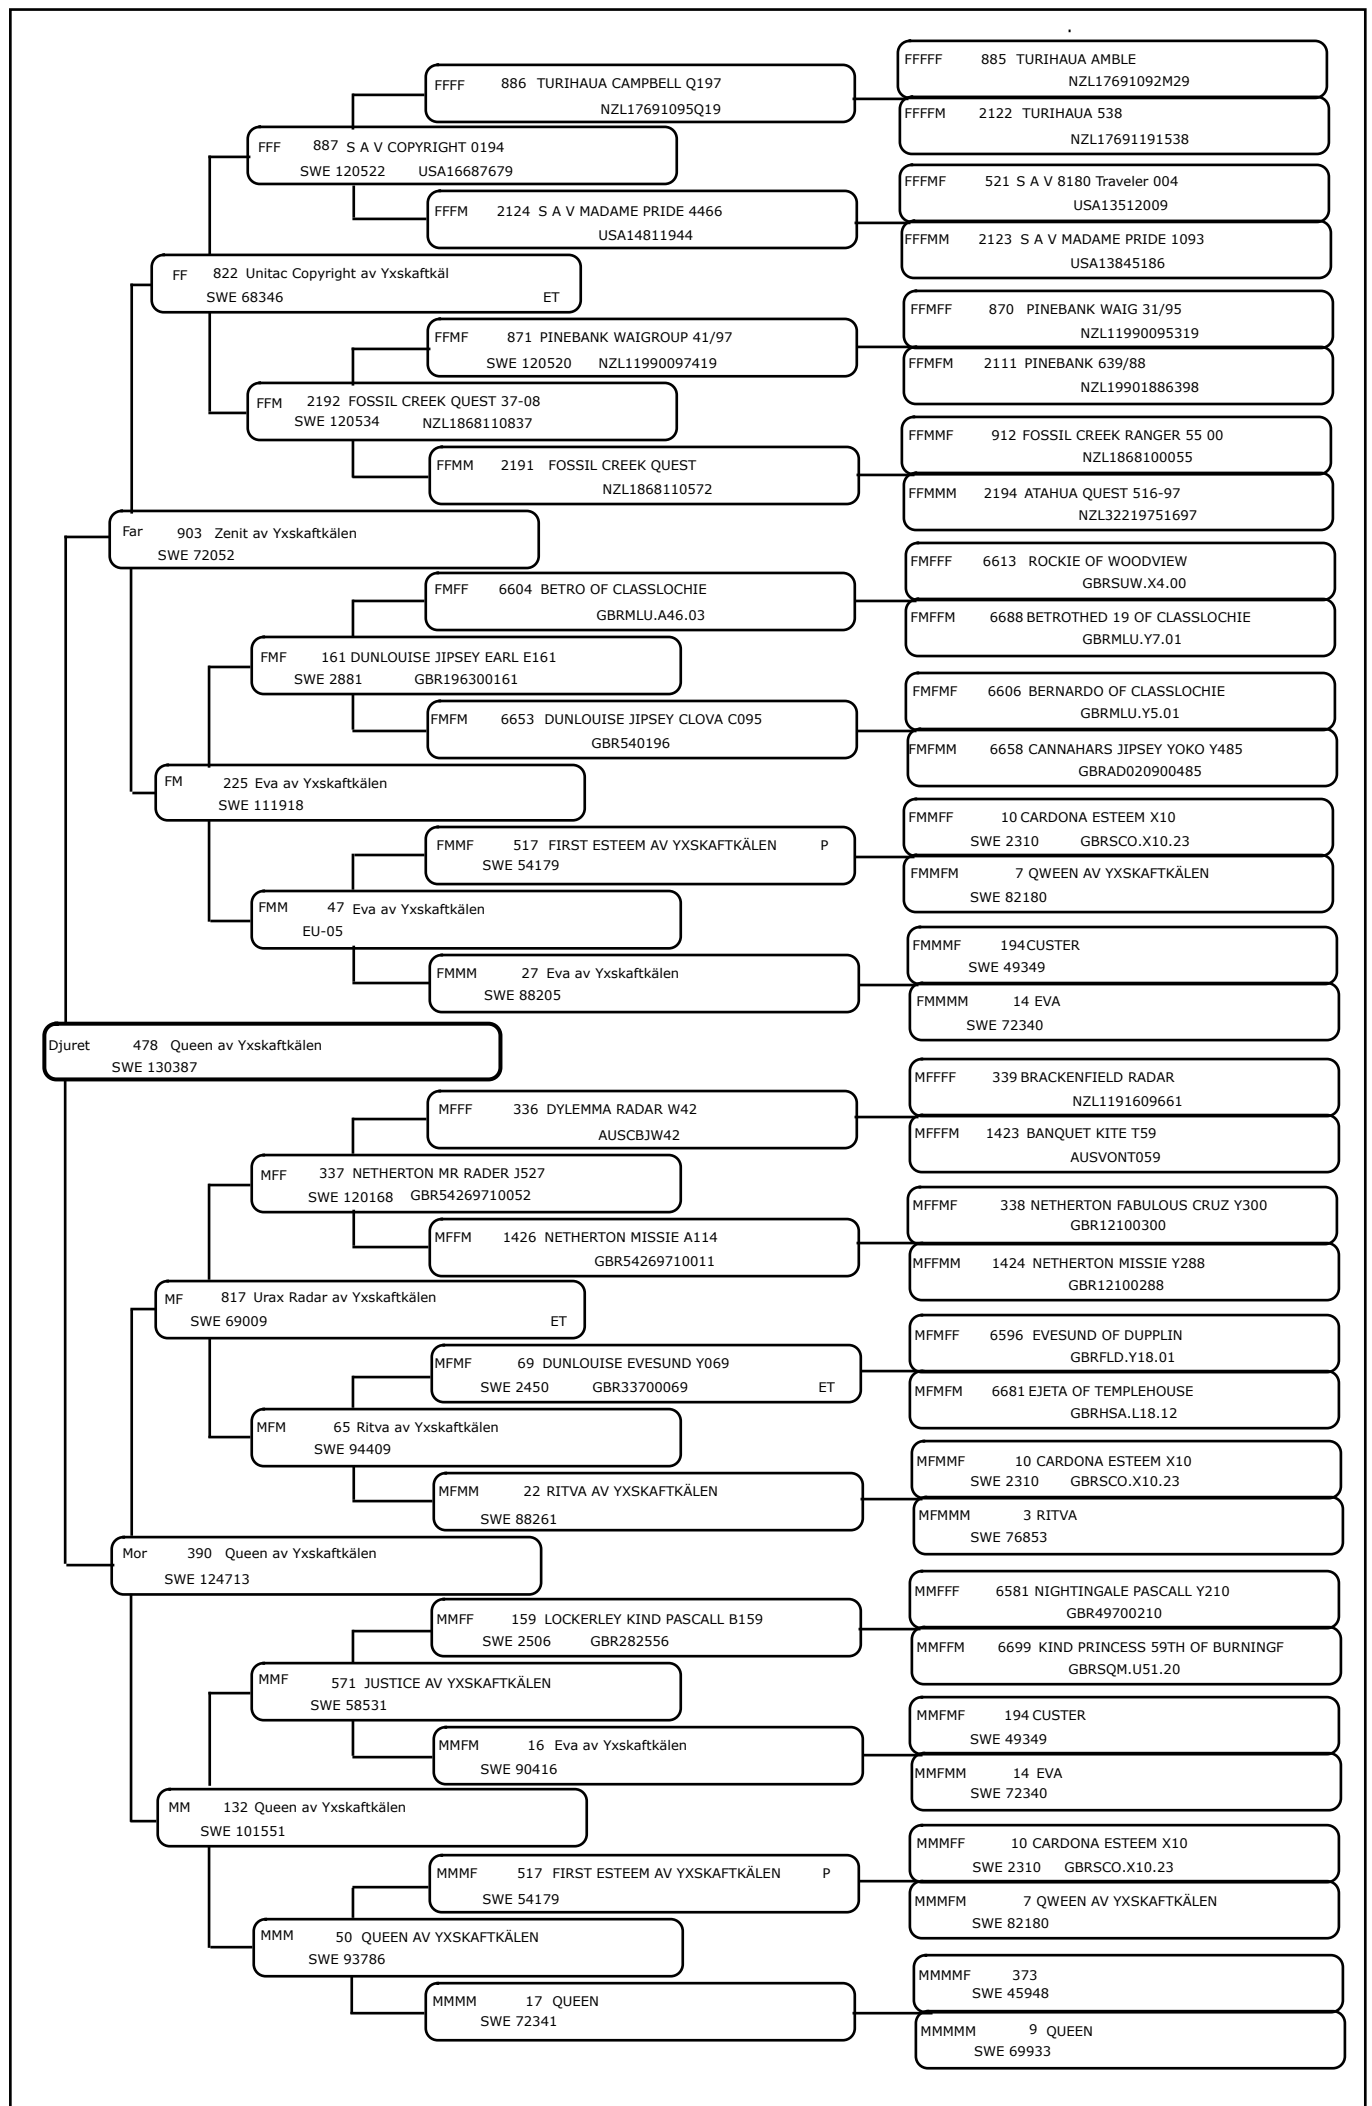 FFFFF 885 TURIHAUA AMBLE
NZL17691092M29
FFFF 886 TURIHAUA CAMPBELL Q197
NZL17691095Q19
FFFFM 2122 TURIHAUA 538
NZL17691191538
FFF 887 S A V COPYRIGHT 0194
SWE 120522 USA16687679
FFFMF 521 S A V 8180 Traveler 004
USA13512009
FFFM 2124 S A V MADAME PRIDE 4466
USA14811944
FFFMM 2123 S A V MADAME PRIDE 1093
USA13845186
FF 822 Unitac Copyright av Yxskaftkäl
SWE 68346 ET
FFMFF 870 PINEBANK WAIG 31/95
NZL11990095319
FFMF 871 PINEBANK WAIGROUP 41/97
SWE 120520 NZL11990097419
FFMFM 2111 PINEBANK 639/88
NZL19901886398
FFM 2192 FOSSIL CREEK QUEST 37-08
SWE 120534 NZL1868110837
FFMMF 912 FOSSIL CREEK RANGER 55 00
NZL1868100055
FFMM 2191 FOSSIL CREEK QUEST
NZL1868110572
FFMMM 2194 ATAHUA QUEST 516-97
NZL32219751697
Far 903 Zenit av Yxskaftkälen
SWE 72052
FMFFF 6613 ROCKIE OF WOODVIEW
GBRSUW.X4.00
FMFF 6604 BETRO OF CLASSLOCHIE
GBRMLU.A46.03
FMFFM 6688 BETROTHED 19 OF CLASSLOCHIE
GBRMLU.Y7.01
FMF 161 DUNLOUISE JIPSEY EARL E161
SWE 2881 GBR196300161
FMFMF 6606 BERNARDO OF CLASSLOCHIE
GBRMLU.Y5.01
FMFM 6653 DUNLOUISE JIPSEY CLOVA C095
GBR540196
FMFMM 6658 CANNAHARS JIPSEY YOKO Y485
GBRAD020900485
FM 225 Eva av Yxskaftkälen
SWE 111918
FMMFF 10 CARDONA ESTEEM X10
SWE 2310 GBRSCO.X10.23
FMMF 517 FIRST ESTEEM AV YXSKAFTKÄLEN P
SWE 54179
FMMFM 7 QWEEN AV YXSKAFTKÄLEN
SWE 82180
FMM 47 Eva av Yxskaftkälen
EU-05
FMMMF 194 CUSTER
SWE 49349
FMMM 27 Eva av Yxskaftkälen
SWE 88205
FMMMM 14 EVA
SWE 72340
Djuret 478 Queen av Yxskaftkälen
SWE 130387
MFFFF 339 BRACKENFIELD RADAR
NZL1191609661
MFFF 336 DYLEMMA RADAR W42
AUSCBJW42
MFFFM 1423 BANQUET KITE T59
AUSVONT059
MFF 337 NETHERTON MR RADER J527
SWE 120168 GBR54269710052
MFFMF 338 NETHERTON FABULOUS CRUZ Y300
GBR12100300
MFFM 1426 NETHERTON MISSIE A114
GBR54269710011
MFFMM 1424 NETHERTON MISSIE Y288
GBR12100288
MF 817 Urax Radar av Yxskaftkälen
SWE 69009 ET
MFMFF 6596 EVESUND OF DUPPLIN
GBRFLD.Y18.01
MFMF 69 DUNLOUISE EVESUND Y069
SWE 2450 GBR33700069 ET
MFMFM 6681 EJETA OF TEMPLEHOUSE
GBRHSA.L18.12
MFM 65 Ritva av Yxskaftkälen
SWE 94409
MFMMF 10 CARDONA ESTEEM X10
SWE 2310 GBRSCO.X10.23
MFMM 22 RITVA AV YXSKAFTKÄLEN
SWE 88261
MFMMM 3 RITVA
SWE 76853
Mor 390 Queen av Yxskaftkälen
SWE 124713
MMFFF 6581 NIGHTINGALE PASCALL Y210
GBR49700210
MMFF 159 LOCKERLEY KIND PASCALL B159
SWE 2506 GBR282556
MMFFM 6699 KIND PRINCESS 59TH OF BURNINGF
GBRSQM.U51.20
MMF 571 JUSTICE AV YXSKAFTKÄLEN
SWE 58531
MMFMF 194 CUSTER
SWE 49349
MMFM 16 Eva av Yxskaftkälen
SWE 90416
MMFMM 14 EVA
SWE 72340
MM 132 Queen av Yxskaftkälen
SWE 101551
MMMFF 10 CARDONA ESTEEM X10
SWE 2310 GBRSCO.X10.23
MMMF 517 FIRST ESTEEM AV YXSKAFTKÄLEN P
SWE 54179
MMMFM 7 QWEEN AV YXSKAFTKÄLEN
SWE 82180
MMM 50 QUEEN AV YXSKAFTKÄLEN
SWE 93786
MMMMF 373
SWE 45948
MMMM 17 QUEEN
SWE 72341
MMMMM 9 QUEEN
SWE 69933